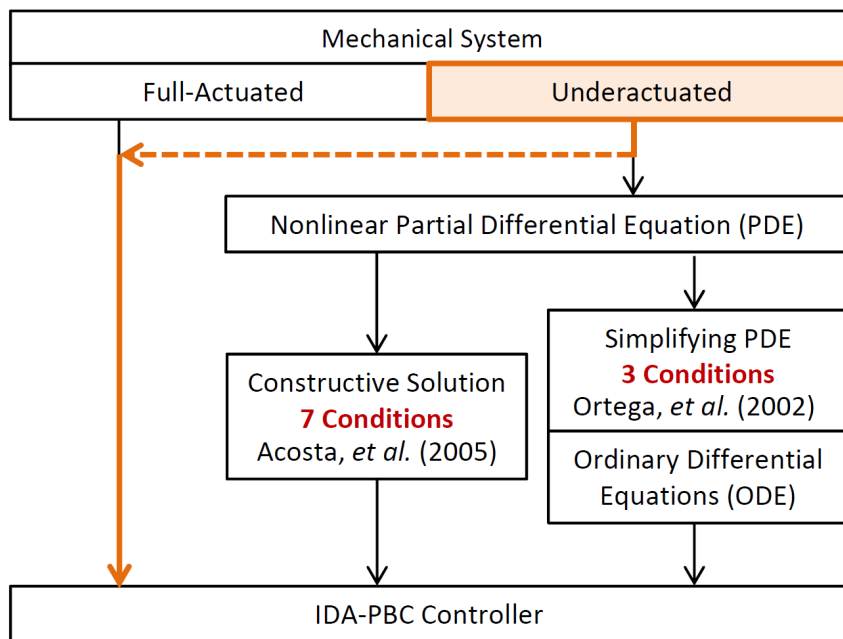 Mechanical System
Full-Actuated
Underactuated
Nonlinear Partial Differential Equation (PDE)
Constructive Solution
7 Conditions
Acosta, et al. (2005)
Simplifying PDE
3 Conditions
Ortega, et al. (2002)
Ordinary Differential
Equations (ODE)
IDA-PBC Controller